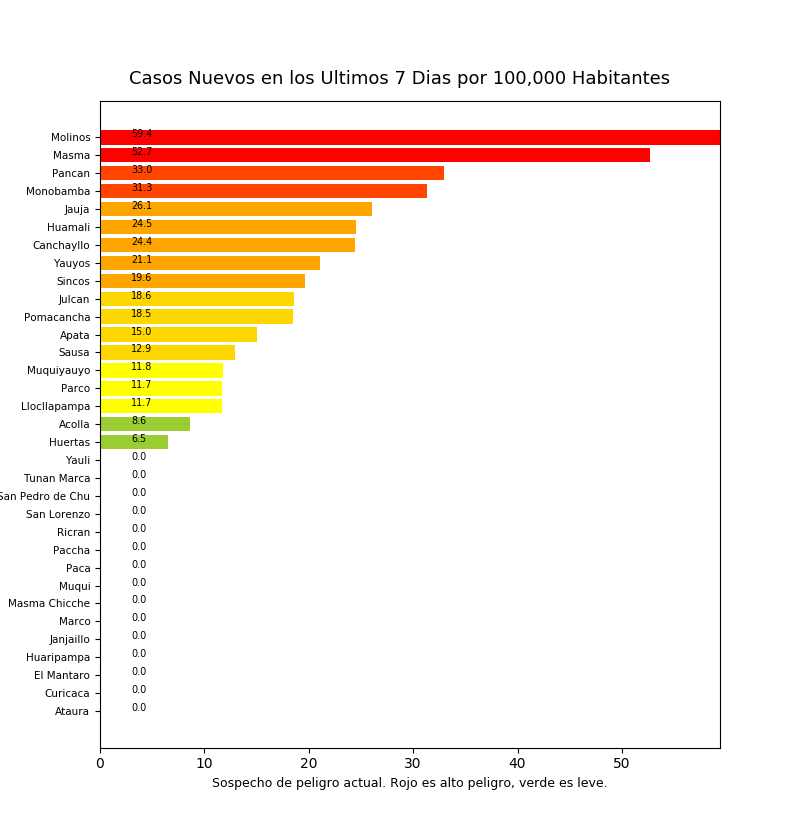 Casos Nuevos en los Ultimos 7 Dias por 100,000 Habitantes
Molinos 59.4
Masma 52.7
Pancan 33.0
Monobamba 31.3
Jauja 26.1
Huamali 24.5
Canchayllo 24.4
Yauyos 21.1
Sincos 19.6
Julcan 18.6
Pomacancha 18.5
Apata 15.0
Sausa 12.9
Muquiyauyo 11.8
Parco 11.7
Llocllapampa 11.7
Acolla 8.6
Huertas 6.5
Yauli 0.0
Tunan Marca 0.0
San Pedro de Chu 0.0
San Lorenzo 0.0
Ricran 0.0
Paccha 0.0
Paca 0.0
Muqui 0.0
Masma Chicche 0.0
Marco 0.0
Janjaillo 0.0
Huaripampa 0.0
El Mantaro 0.0
Curicaca 0.0
Ataura 0.0
0 10 20 30 40 50
Sospecho de peligro actual. Rojo es alto peligro, verde es leve.